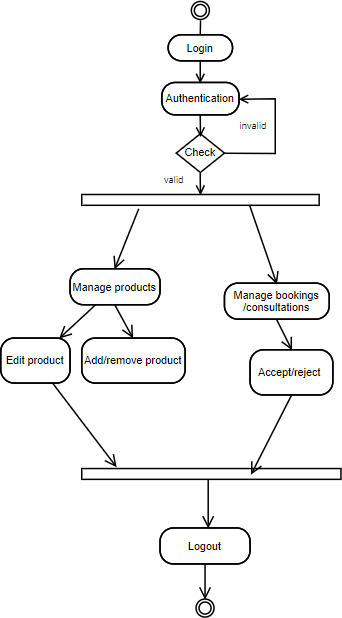 Login
Authentication
invalid
Check
valid
Manage products
Manage bookings
/consultations
Edit product
Add/remove product
Accept/reject
Logout